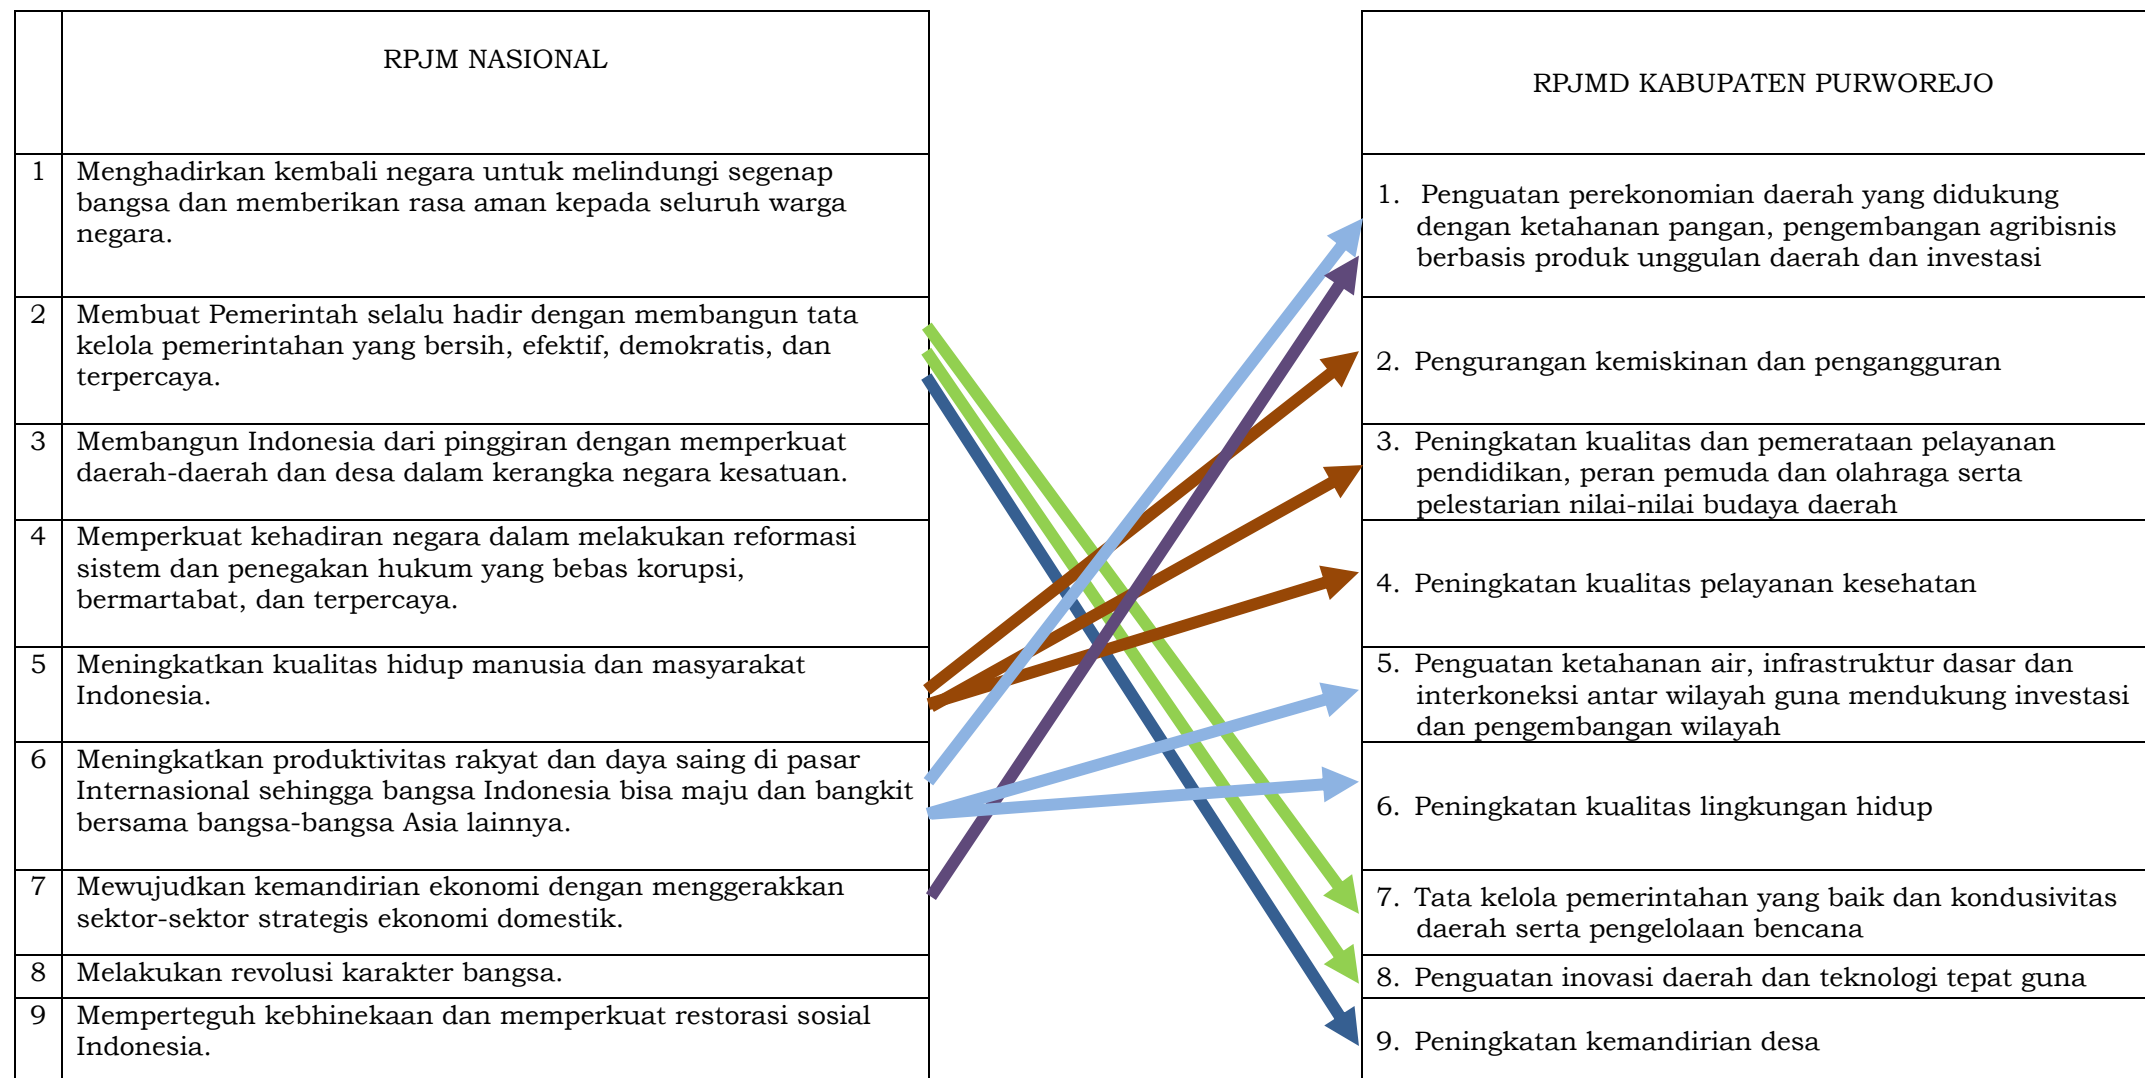 RPJM NASIONAL
1 Menghadirkan kembali negara untuk melindungi segenap
bangsa dan memberikan rasa aman kepada seluruh warga
negara.
2 Membuat Pemerintah selalu hadir dengan membangun tata
kelola pemerintahan yang bersih, efektif, demokratis, dan
terpercaya.
3 Membangun Indonesia dari pinggiran dengan memperkuat
daerah-daerah dan desa dalam kerangka negara kesatuan.
4 Memperkuat kehadiran negara dalam melakukan reformasi
sistem dan penegakan hukum yang bebas korupsi,
bermartabat, dan terpercaya.
5 Meningkatkan kualitas hidup manusia dan masyarakat
Indonesia.
6 Meningkatkan produktivitas rakyat dan daya saing di pasar
Internasional sehingga bangsa Indonesia bisa maju dan bangkit
bersama bangsa-bangsa Asia lainnya.
7 Mewujudkan kemandirian ekonomi dengan menggerakkan
sektor-sektor strategis ekonomi domestik.
8 Melakukan revolusi karakter bangsa.
9 Memperteguh kebhinekaan dan memperkuat restorasi sosial
Indonesia.
RPJMD KABUPATEN PURWOREJO
1. Penguatan perekonomian daerah yang didukung
dengan ketahanan pangan, pengembangan agribisnis
berbasis produk unggulan daerah dan investasi
2. Pengurangan kemiskinan dan pengangguran
3. Peningkatan kualitas dan pemerataan pelayanan
pendidikan, peran pemuda dan olahraga serta
pelestarian nilai-nilai budaya daerah
4. Peningkatan kualitas pelayanan kesehatan
5. Penguatan ketahanan air, infrastruktur dasar dan
interkoneksi antar wilayah guna mendukung investasi
dan pengembangan wilayah
6. Peningkatan kualitas lingkungan hidup
7. Tata kelola pemerintahan yang baik dan kondusivitas
daerah serta pengelolaan bencana
8. Penguatan inovasi daerah dan teknologi tepat guna
9. Peningkatan kemandirian desa